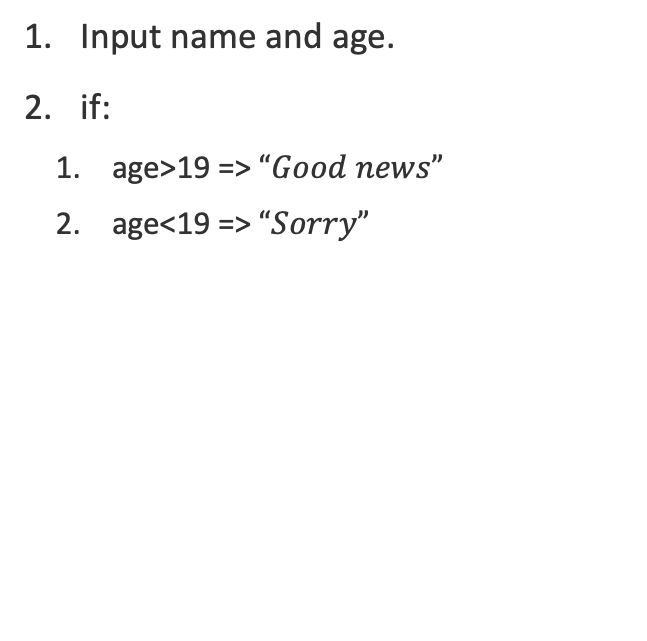 1. Input name and age.
2. if:
1. age>19 => “Good news”
2. age<19 => “Sorry”